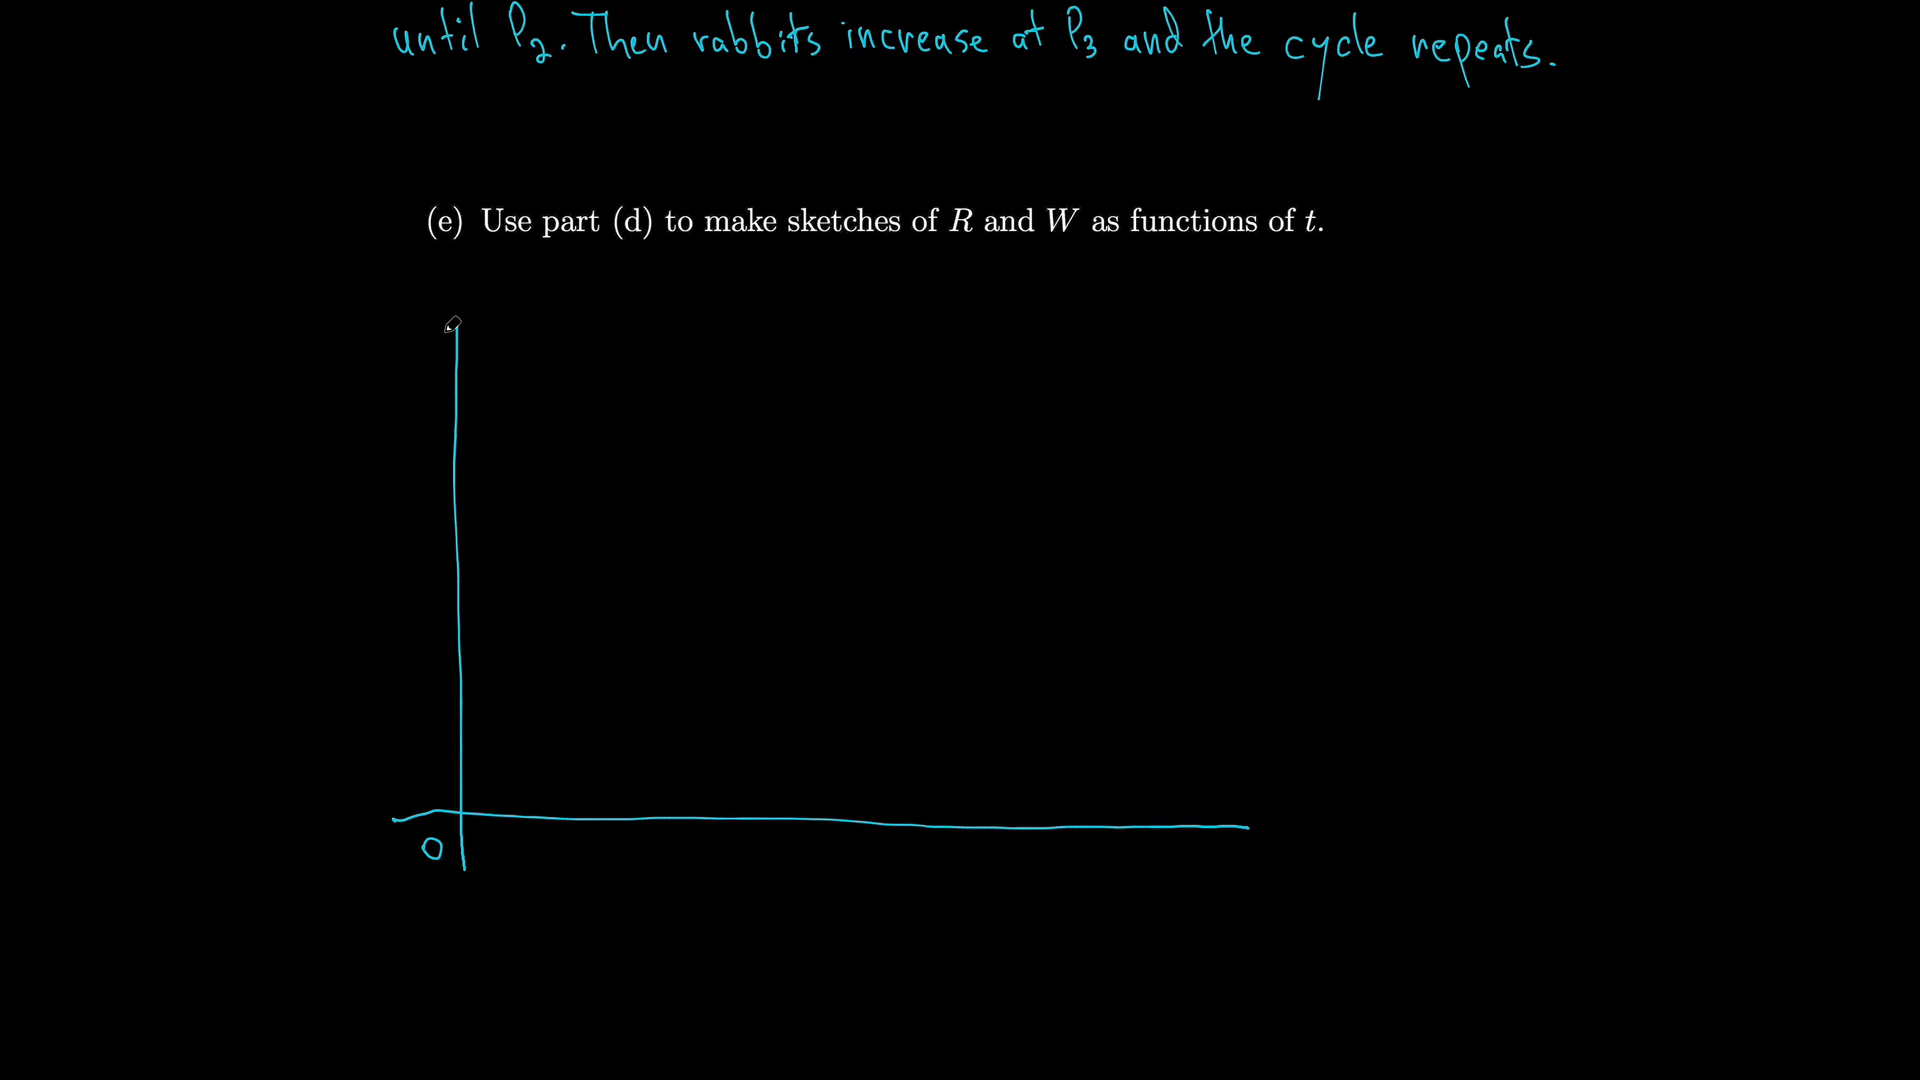 until P₂. Then rabbits increase at P₃ and the cycle repeats.
(e) Use part (d) to make sketches of R and W as functions of t.
0